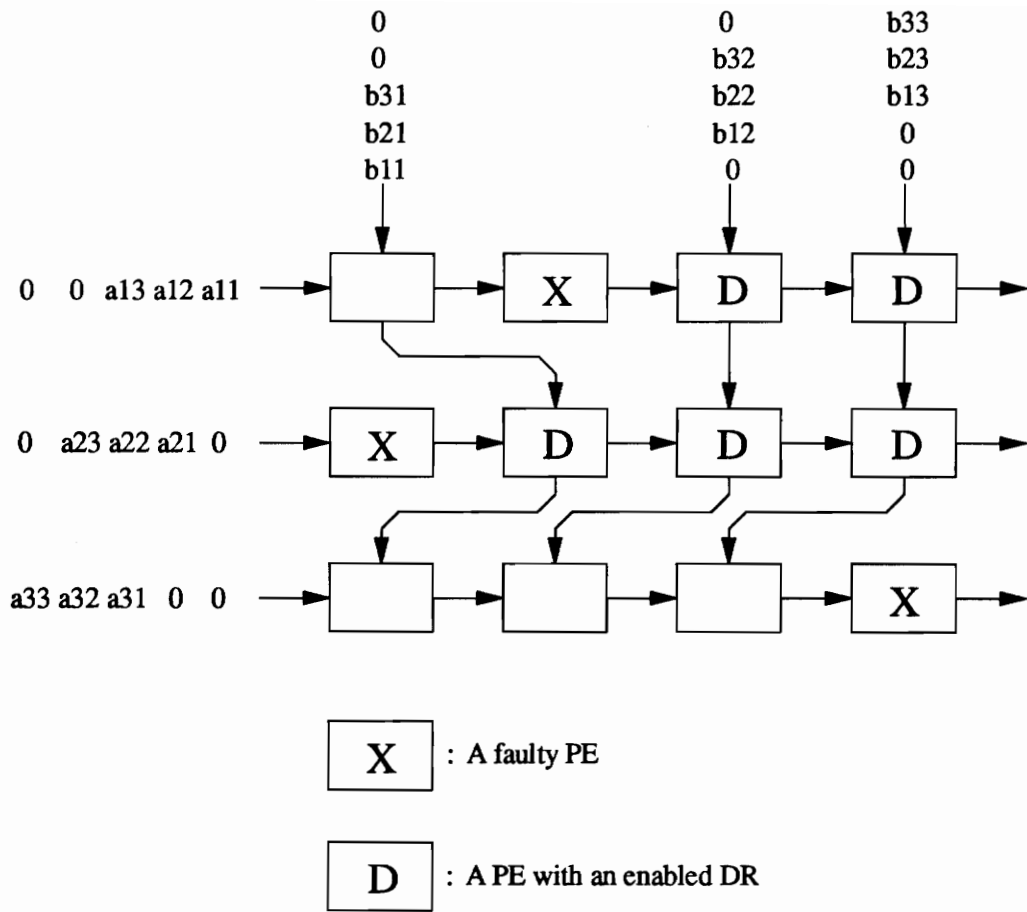 0 0 b33
0 b32 b23
b31 b22 b13
b21 b12 0
b11 0 0
0 0 a13 a12 a11 X D D
0 a23 a22 a21 0 X D D D
a33 a32 a31 0 0 X
X : A faulty PE
D : A PE with an enabled DR